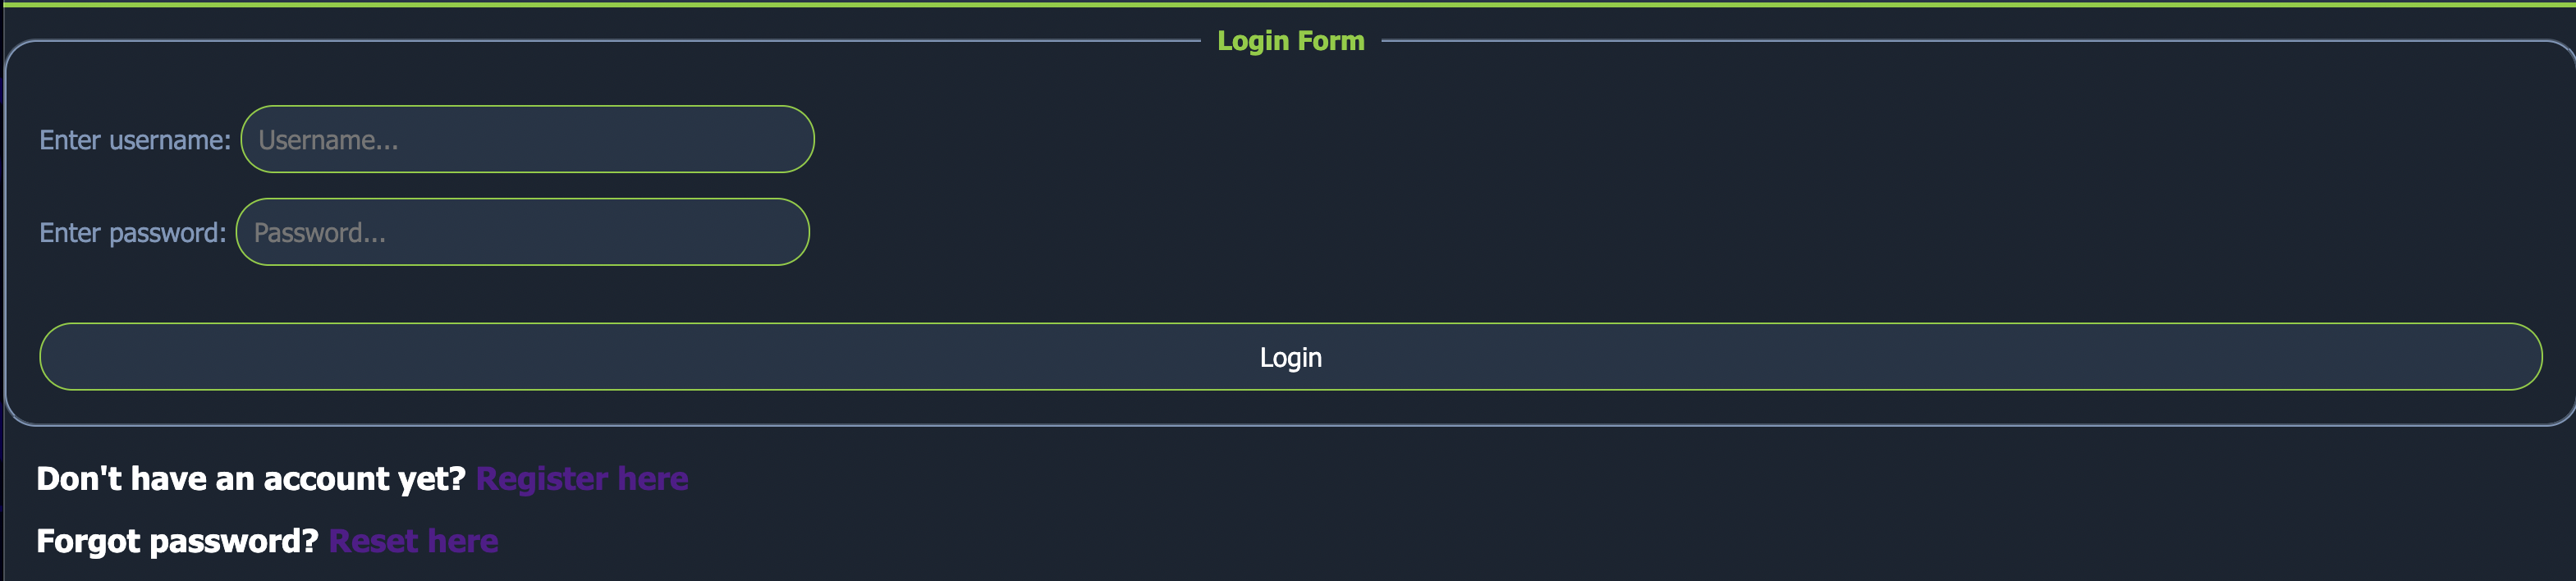 Login Form
Enter username: Username...
Enter password: Password...
Login
Don't have an account yet? Register here
Forgot password? Reset here